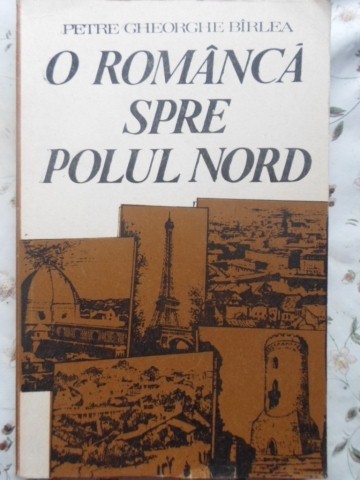 PETRE GHEORGHE BÎRLEA
O ROMÂNCĂ
SPRE
POLUL NORD